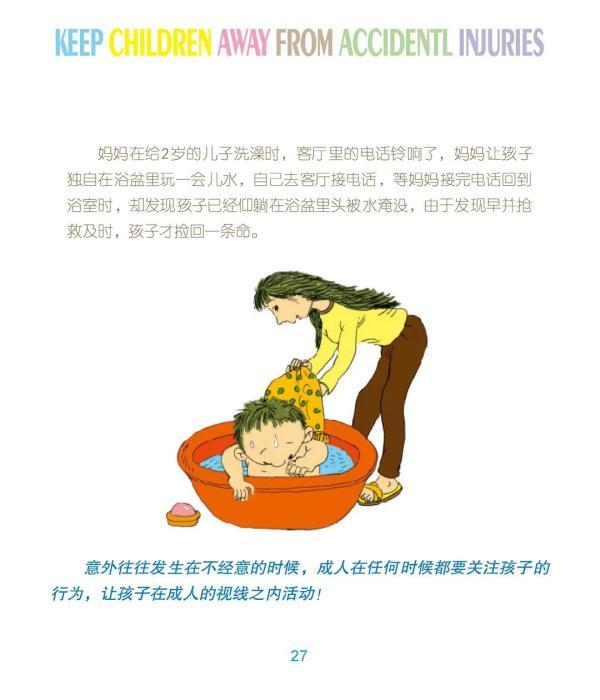 KEEP CHILDREN AWAY FROM ACCIDENTL INJURIES
妈妈在给2岁的儿子洗澡时，客厅里的电话铃响了，妈妈让孩子
独自在浴盆里玩一会儿水，自己去客厅接电话，等妈妈接完电话回到
浴室时，却发现孩子已经仰躺在浴盆里头被水淹没，由于发现早并抢
救及时，孩子才捡回一条命。
意外往往发生在不经意的时候，成人在任何时候都要关注孩子的
行为，让孩子在成人的视线之内活动！
27